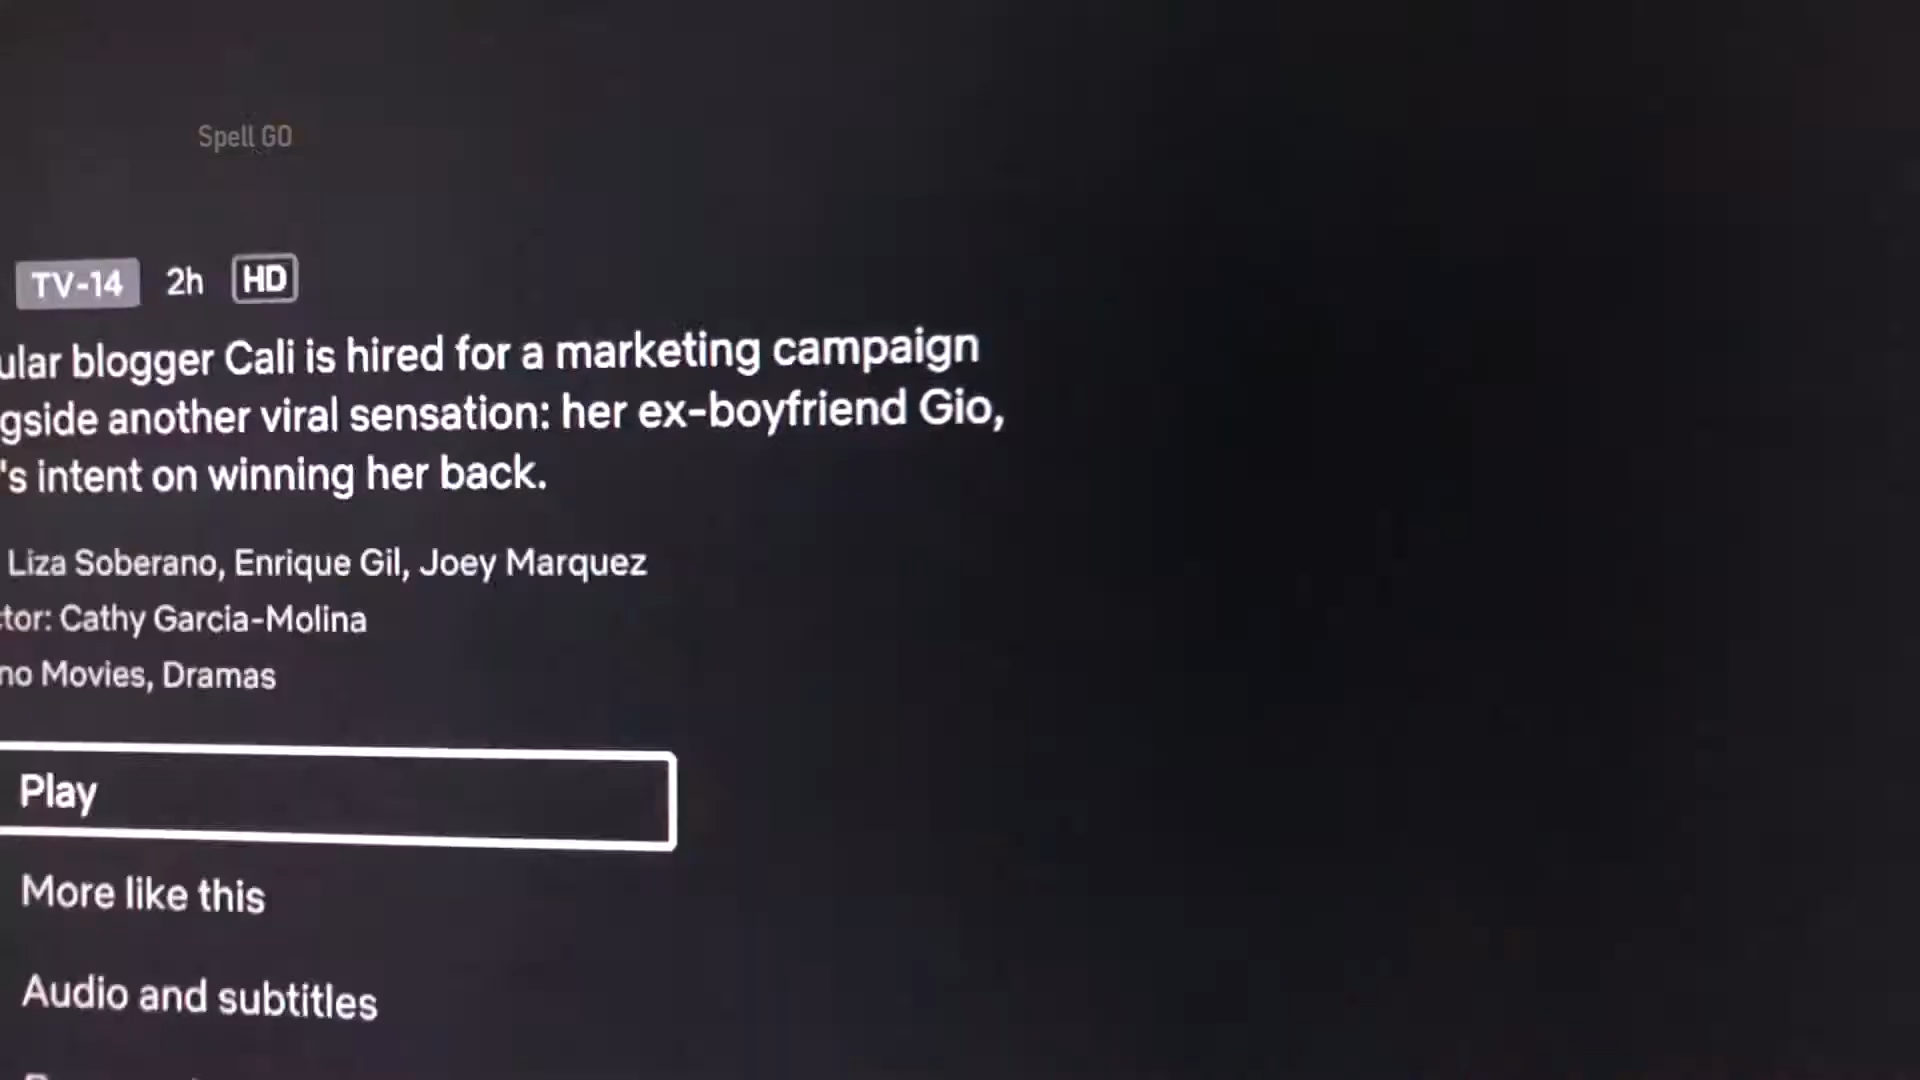 Spell GO
TV-14 2h HD
ular blogger Cali is hired for a marketing campaign
gside another viral sensation: her ex-boyfriend Gio,
's intent on winning her back.
Liza Soberano, Enrique Gil, Joey Marquez
tor: Cathy Garcia-Molina
no Movies, Dramas
Play
More like this
Audio and subtitles